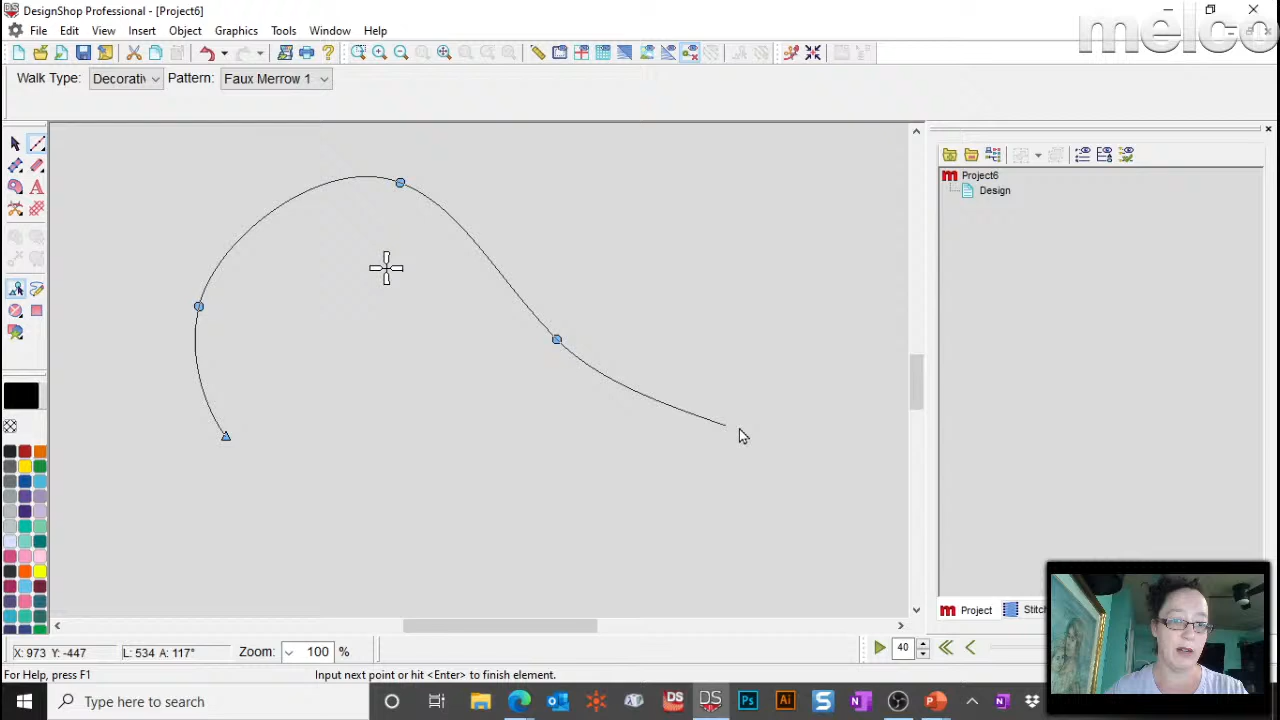 DesignShop Professional - [Project6]
melco
File Edit View Insert Object Graphics Tools Window Help
Walk Type: Decorativ Pattern: Faux Merrow 1
Project6
Design
Project Stitch
X: 973 Y: -447 L: 534 A: 117° Zoom: 100 % 40
For Help, press F1 Input next point or hit <Enter> to finish element.
Type here to search